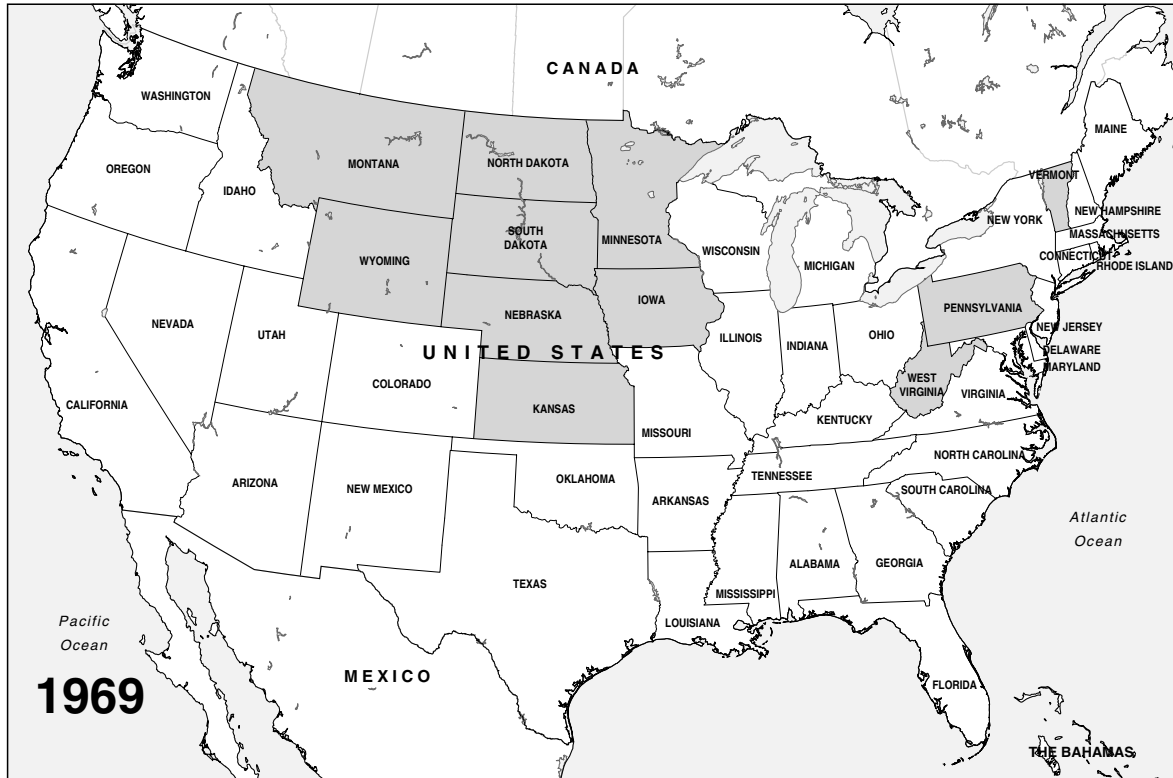 CANADA
WASHINGTON
MAINE
MONTANA
NORTH DAKOTA
OREGON
VERMONT
IDAHO
NEW HAMPSHIRE
NEW YORK
SOUTH
DAKOTA
MINNESOTA
MASSACHUSETTS
WISCONSIN
CONNECTICUT
WYOMING
MICHIGAN
RHODE ISLAND
IOWA
PENNSYLVANIA
NEBRASKA
NEVADA
UTAH
ILLINOIS
INDIANA
OHIO
NEW JERSEY
UNITED STATES
DELAWARE
MARYLAND
COLORADO
WEST
VIRGINIA
VIRGINIA
CALIFORNIA
KANSAS
KENTUCKY
MISSOURI
NORTH CAROLINA
ARIZONA
NEW MEXICO
OKLAHOMA
TENNESSEE
SOUTH CAROLINA
ARKANSAS
Atlantic
Ocean
TEXAS
ALABAMA
GEORGIA
MISSISSIPPI
LOUISIANA
Pacific
Ocean
MEXICO
FLORIDA
1969
THE BAHAMAS